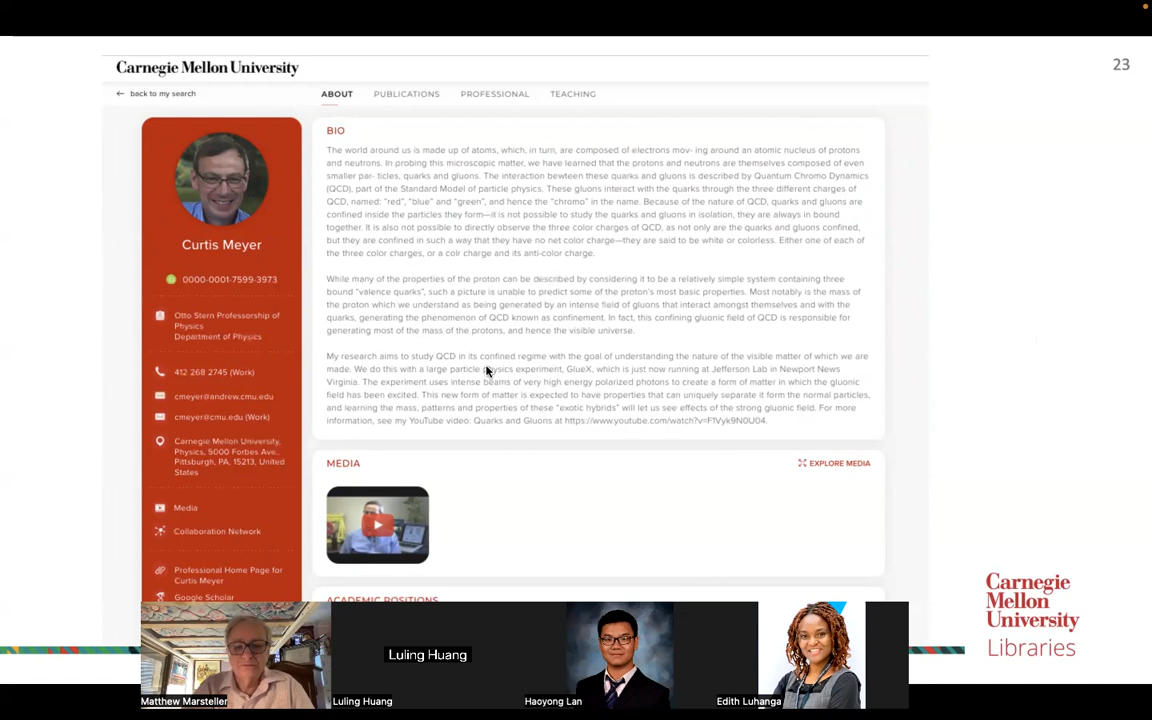 23
Carnegie Mellon University
← back to my search
ABOUT
PUBLICATIONS
PROFESSIONAL
TEACHING
Curtis Meyer
0000-0001-7599-3973
Otto Stern Professorship of
Physics
Department of Physics
412 268 2745 (Work)
cmeyer@andrew.cmu.edu
cmeyer@cmu.edu (Work)
Carnegie Mellon University,
Physics, 5000 Forbes Ave.,
Pittsburgh, PA, 15213, United
States
Media
Collaboration Network
Professional Home Page for
Curtis Meyer
Google Scholar
BIO
The world around us is made up of atoms, which, in turn, are composed of electrons mov- ing around an atomic nucleus of protons
and neutrons. In probing this microscopic matter, we have learned that the protons and neutrons are themselves composed of even
smaller par- ticles, quarks and gluons. The interaction bewteen these quarks and gluons is described by Quantum Chromo Dynamics
(QCD), part of the Standard Model of particle physics. These gluons interact with the quarks through the three different charges of
QCD, named: “red”, “blue” and “green”, and hence the “chromo” in the name. Because of the nature of QCD, quarks and gluons are
confined inside the particles they form—it is not possible to study the quarks and gluons in isolation, they are always in bound
together. It is also not possible to directly observe the three color charges of QCD, as not only are the quarks and gluons confined,
but they are confined in such a way that they have no net color charge—they are said to be white or colorless. Either one of each of
the three color charges, or a colr charge and its anti-color charge.
While many of the properties of the proton can be described by considering it to be a relatively simple system containing three
bound “valence quarks”, such a picture is unable to predict some of the proton’s most basic properties. Most notably is the mass of
the proton which we understand as being generated by an intense field of gluons that interact amongst themselves and with the
quarks, generating the phenomenon of QCD known as confinement. In fact, this confining gluonic field of QCD is responsible for
generating most of the mass of the protons, and hence the visible universe.
My research aims to study QCD in its confined regime with the goal of understanding the nature of the visible matter of which we are
made. We do this with a large particle physics experiment, GlueX, which is just now running at Jefferson Lab in Newport News
Virginia. The experiment uses intense beams of very high energy polarized photons to create a form of matter in which the gluonic
field has been excited. This new form of matter is expected to have properties that can uniquely separate it form the normal particles,
and learning the mass, patterns and properties of these “exotic hybrids” will let us see effects of the strong gluonic field. For more
information, see my YouTube video: Quarks and Gluons at https://www.youtube.com/watch?v=F1Vyk9N0U04.
MEDIA
EXPLORE MEDIA
ACADEMIC POSITIONS
Carnegie
Mellon
University
Libraries
Luling Huang
Matthew Marsteller
Luling Huang
Haoyong Lan
Edith Luhanga